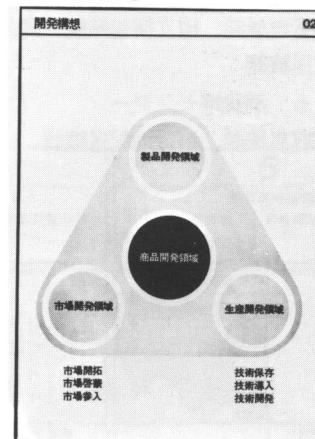 開発構想
02
製品開発領域
商品開発領域
市場開発領域
生産開発領域
市場開拓
市場啓蒙
市場参入
技術保存
技術導入
技術開発